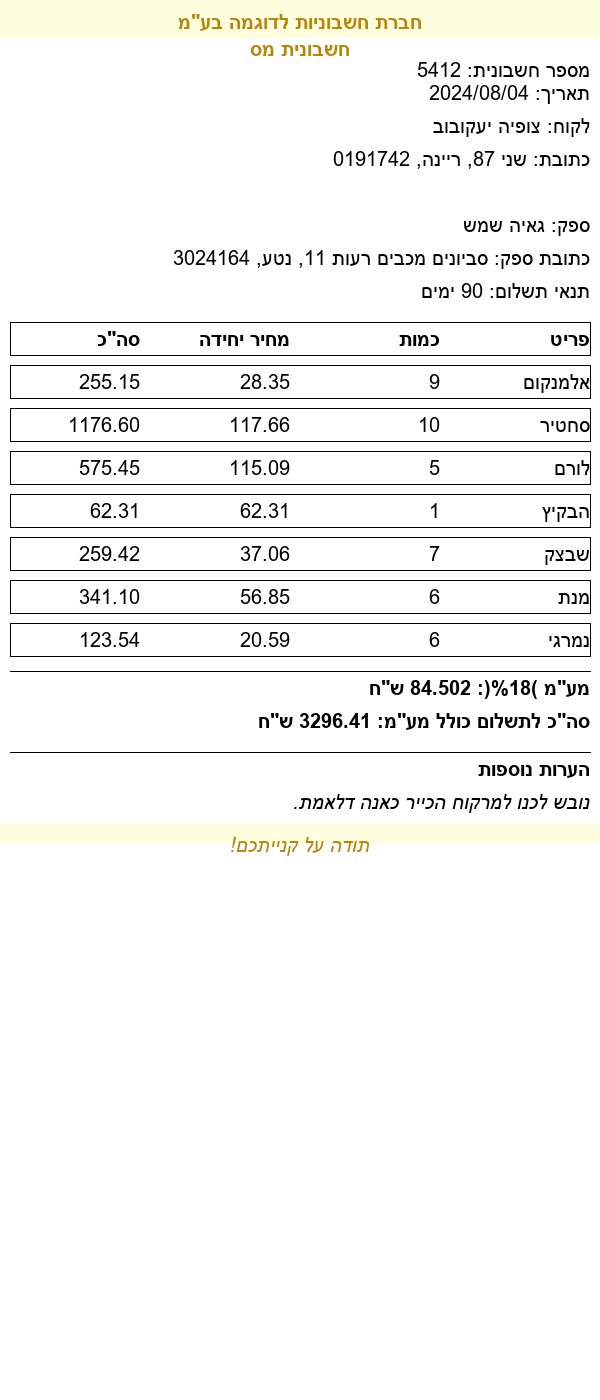 חברת חשבוניות לדוגמה בע"מ
חשבונית מס
מספר חשבונית: 5412
תאריך: 2024/08/04
לקוח: צופיה יעקובוב
כתובת: שני 87, ריינה, 0191742
ספק: גאיה שמש
כתובת ספק: סביונים מכבים רעות 11, נטע, 3024164
תנאי תשלום: 90 ימים
פריט כמות מחיר יחידה סה"כ
אלמנקום 9 28.35 255.15
סחטיר 10 117.66 1176.60
לורם 5 115.09 575.45
הבקיץ 1 62.31 62.31
שבצק 7 37.06 259.42
מנת 6 56.85 341.10
נמרגי 6 20.59 123.54
מע"מ )18%(: 84.502 ש"ח
סה"כ לתשלום כולל מע"מ: 3296.41 ש"ח
הערות נוספות
נובש לכנו למרקוח הכייר כאנה דלאמת.
תודה על קנייתכם!